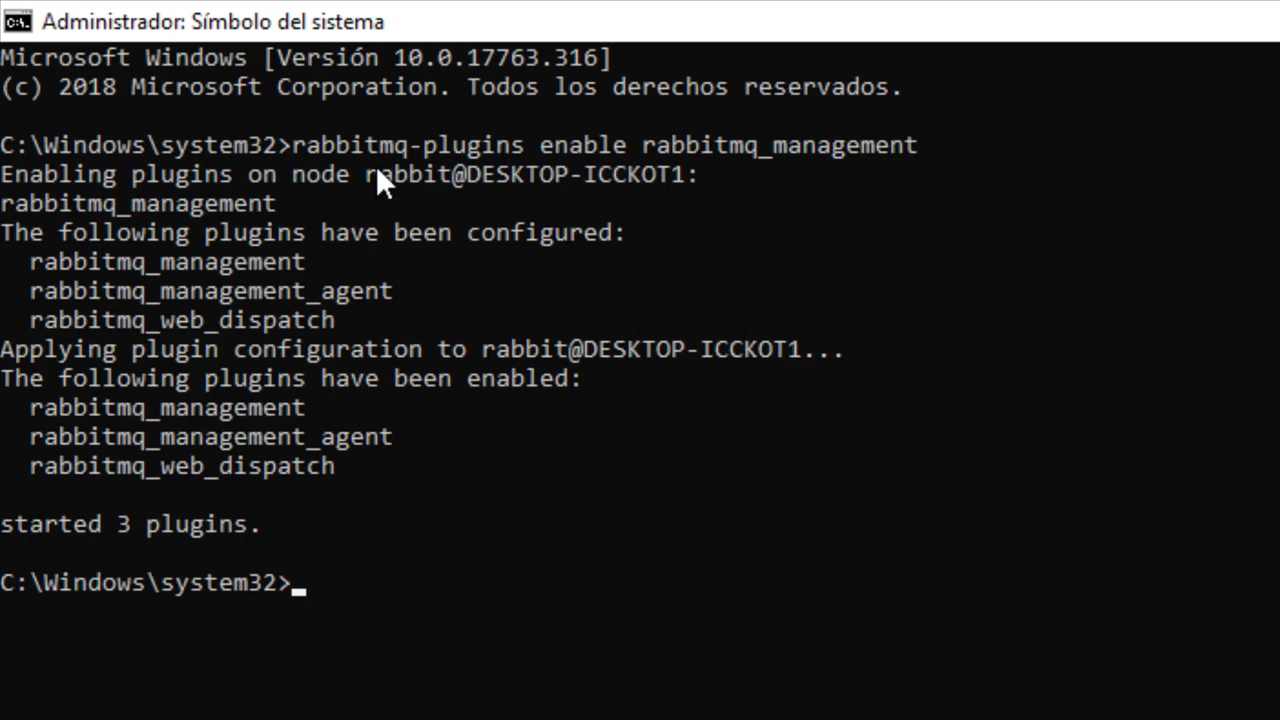 Administrador: Símbolo del sistema
Microsoft Windows [Versión 10.0.17763.316]
(c) 2018 Microsoft Corporation. Todos los derechos reservados.
C:\Windows\system32>rabbitmq-plugins enable rabbitmq_management
Enabling plugins on node rabbit@DESKTOP-ICCKOT1:
rabbitmq_management
The following plugins have been configured:
  rabbitmq_management
  rabbitmq_management_agent
  rabbitmq_web_dispatch
Applying plugin configuration to rabbit@DESKTOP-ICCKOT1...
The following plugins have been enabled:
  rabbitmq_management
  rabbitmq_management_agent
  rabbitmq_web_dispatch
started 3 plugins.
C:\Windows\system32>